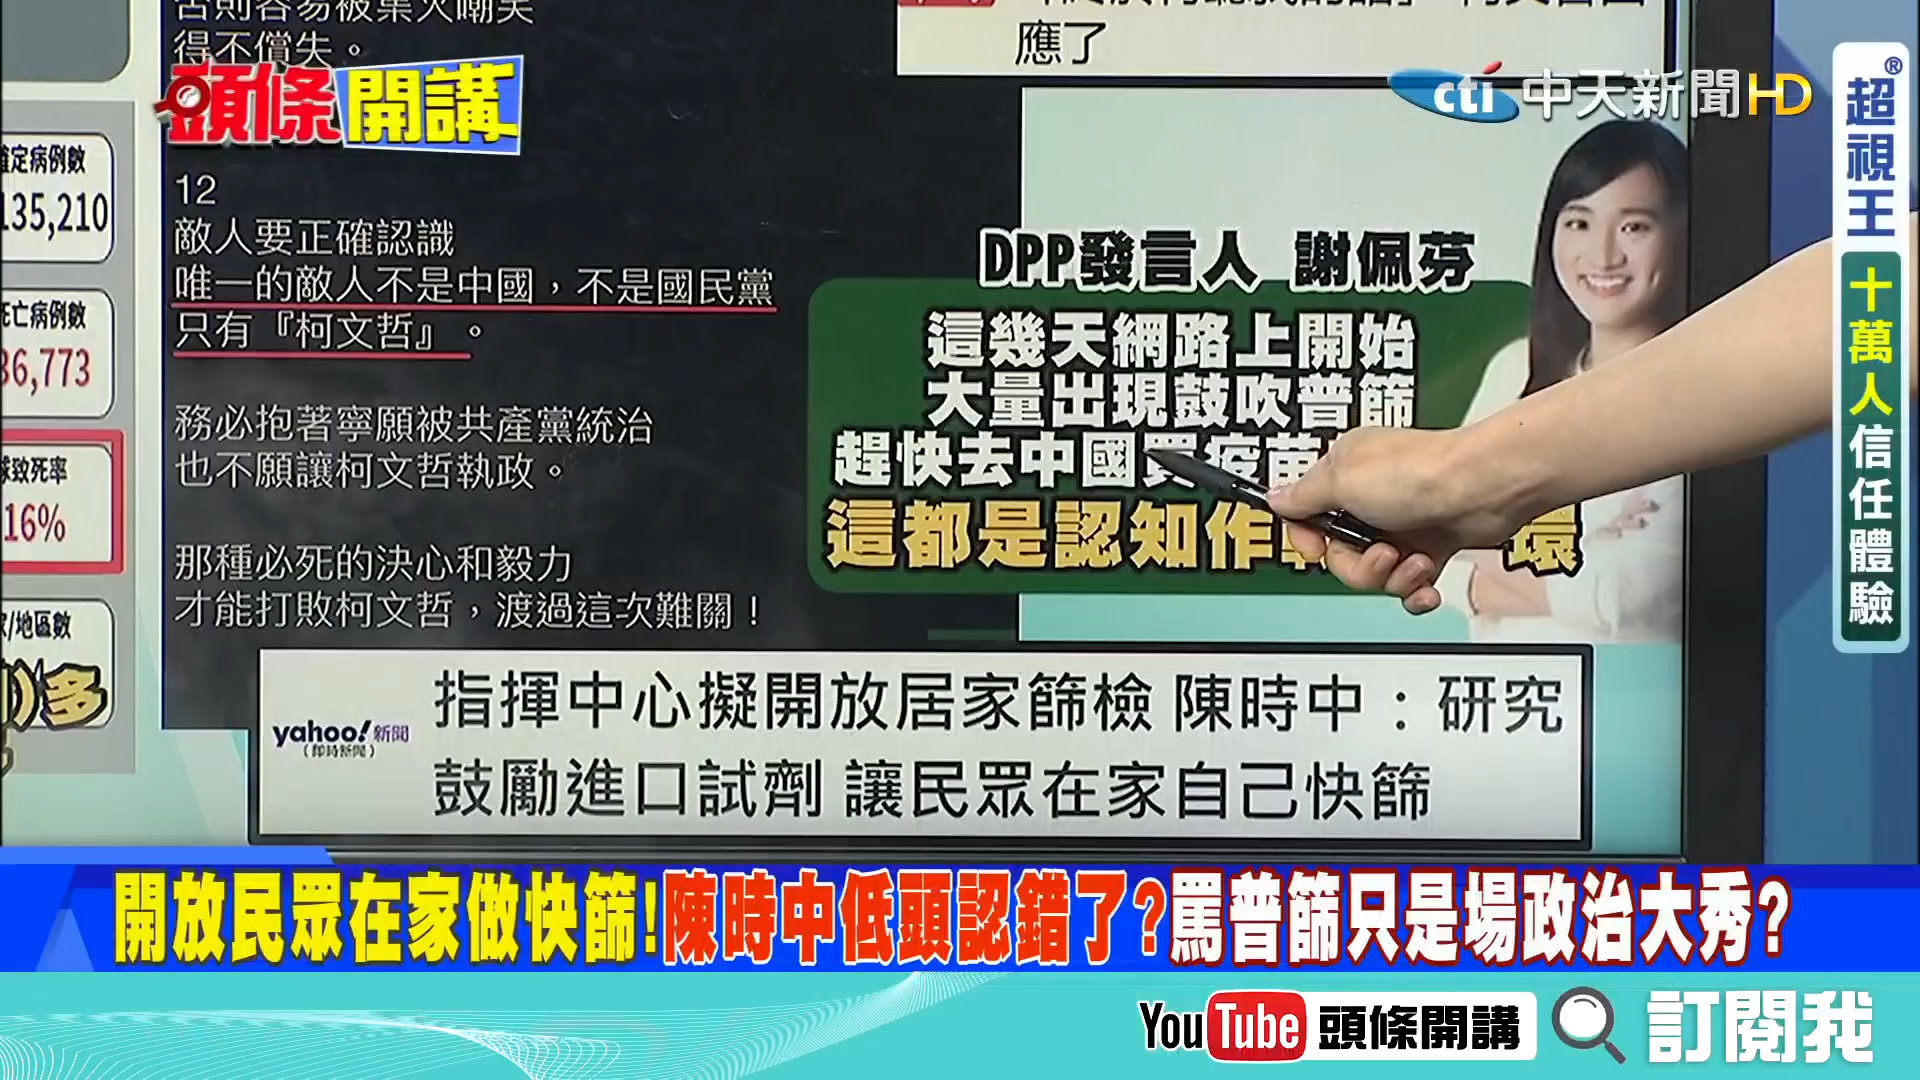 得不償失。
應了
頭條開講
cti 中天新聞HD
超視王®
十萬人信任體驗
確定病例數
135,210
死亡病例數
36,773
致死率
16%
/地區數
多
12
敵人要正確認識
唯一的敵人不是中國，不是國民黨
只有『柯文哲』。
務必抱著寧願被共產黨統治
也不願讓柯文哲執政。
那種必死的決心和毅力
才能打敗柯文哲，渡過這次難關！
DPP發言人 謝佩芬
這幾天網路上開始
大量出現鼓吹普篩
趕快去中國買疫苗
這都是認知作 環
yahoo!新聞
(即時新聞)
指揮中心擬開放居家篩檢 陳時中：研究
鼓勵進口試劑 讓民眾在家自己快篩
開放民眾在家做快篩!陳時中低頭認錯了?罵普篩只是場政治大秀?
YouTube 頭條開講 訂閱我